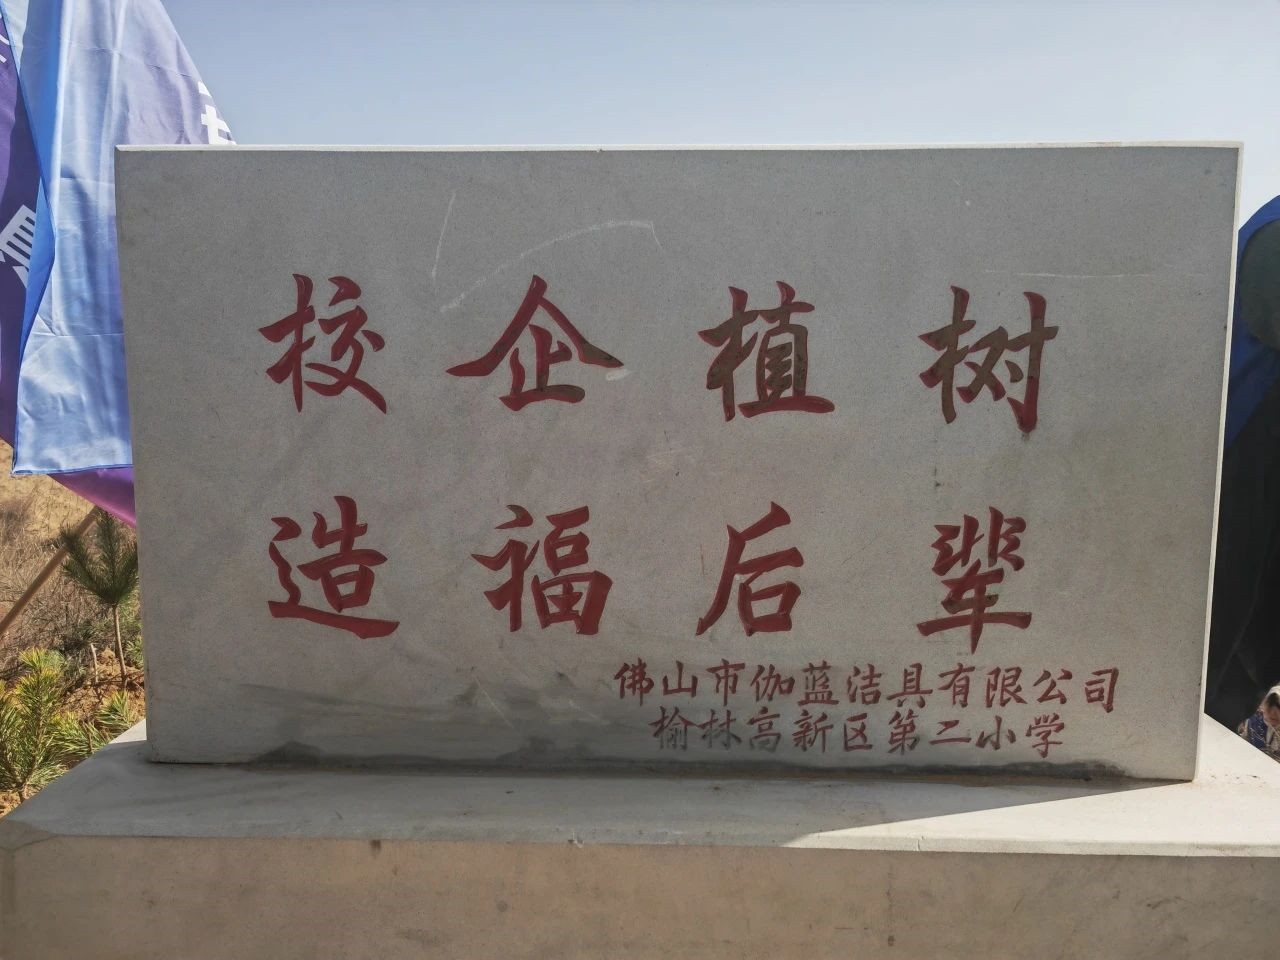 校企植树
造福后辈
佛山市伽蓝洁具有限公司
榆林高新区第二小学